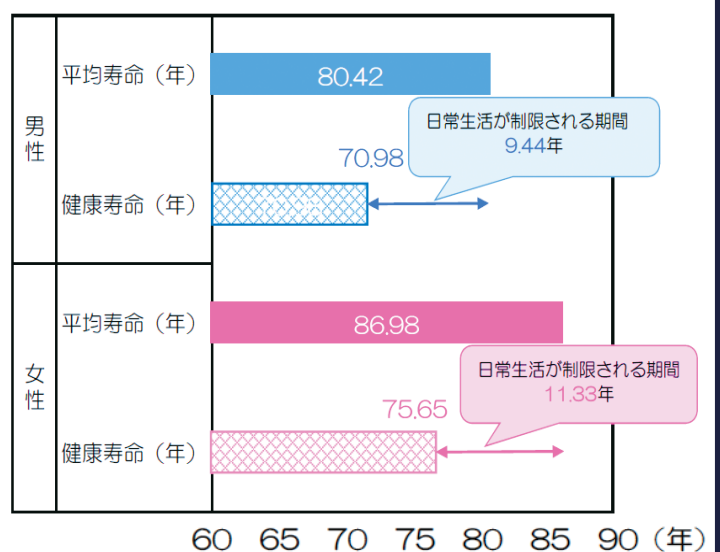 男性
平均寿命（年）
80.42
日常生活が制限される期間
9.44年
70.98
健康寿命（年）
女性
平均寿命（年）
86.98
日常生活が制限される期間
11.33年
75.65
健康寿命（年）
60 65 70 75 80 85 90（年）